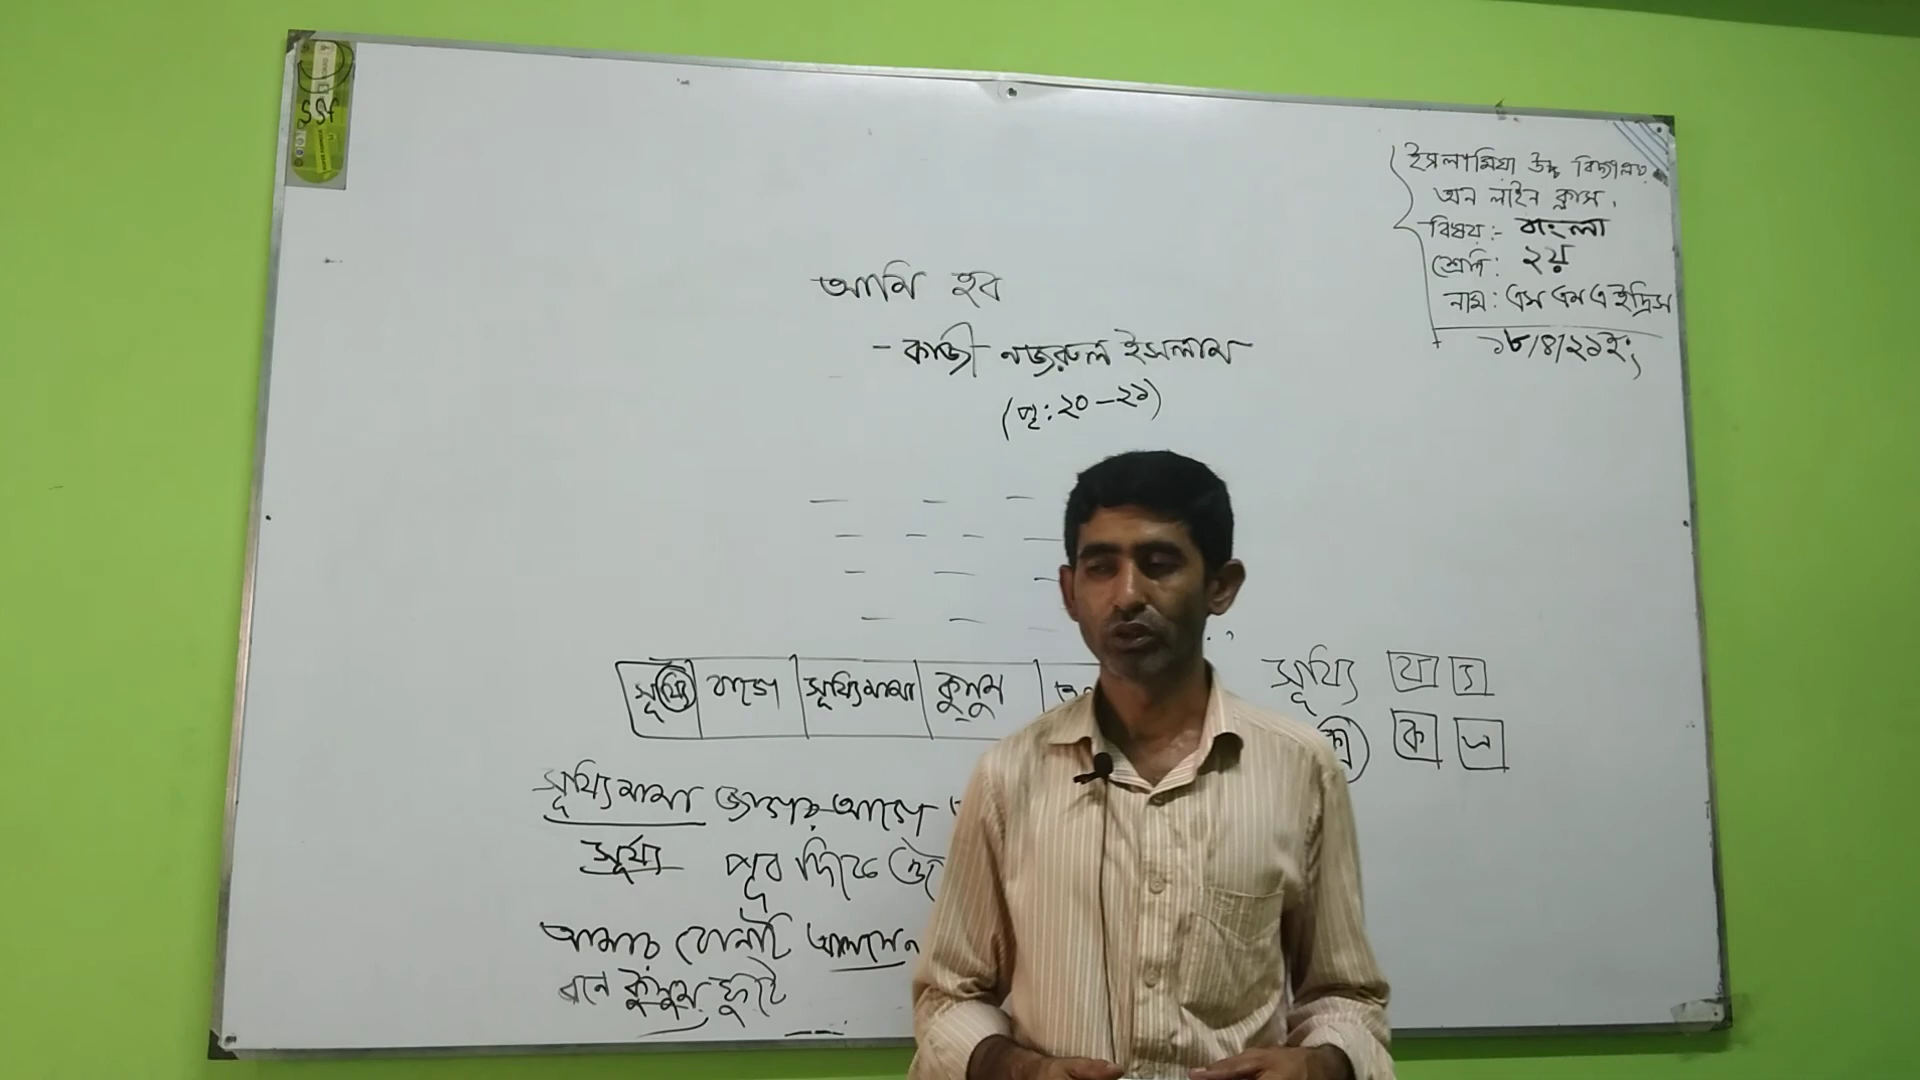 ইসলামিয়া উচ্চ বিদ্যালয়
অন লাইন ক্লাস।
বিষয়:- বাংলা
শ্রেণি: ২য়
নাম: এস এম এ ইদ্রিস
১৮/৪/২১ইং
আমি হব
- কাজী নজরুল ইসলাম
(পৃ: ২০-২১)
সূয্যি বাজে সূয্যিমামা কুসুম
সূয্যি য্য
ক স
সূয্যিমামা জাগার আগে
সূর্য্য পূব দিকে
আমার বোনটি
বনে কুসুম ফুটে